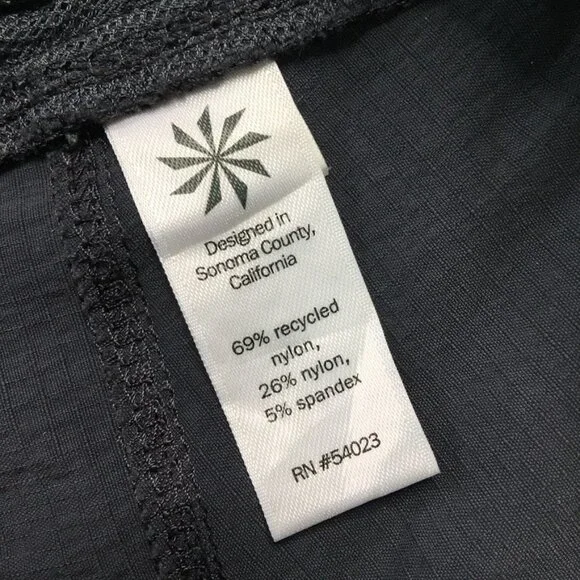 Designed in
Sonoma County,
California
69% recycled
nylon,
26% nylon,
5% spandex
RN #54023